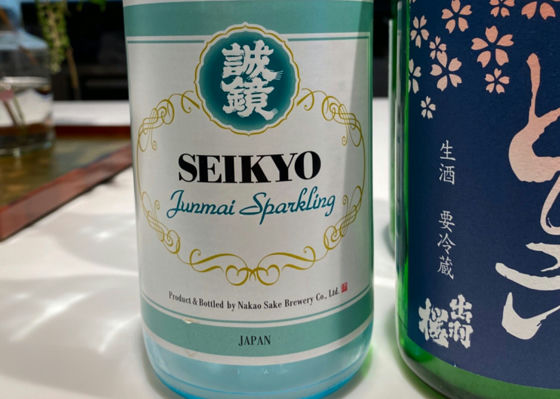 誠鏡
SEIKYO
Junmai Sparkling
Product & Bottled by Nakao Sake Brewery Co., Ltd.
JAPAN
生酒 要冷蔵
出羽桜